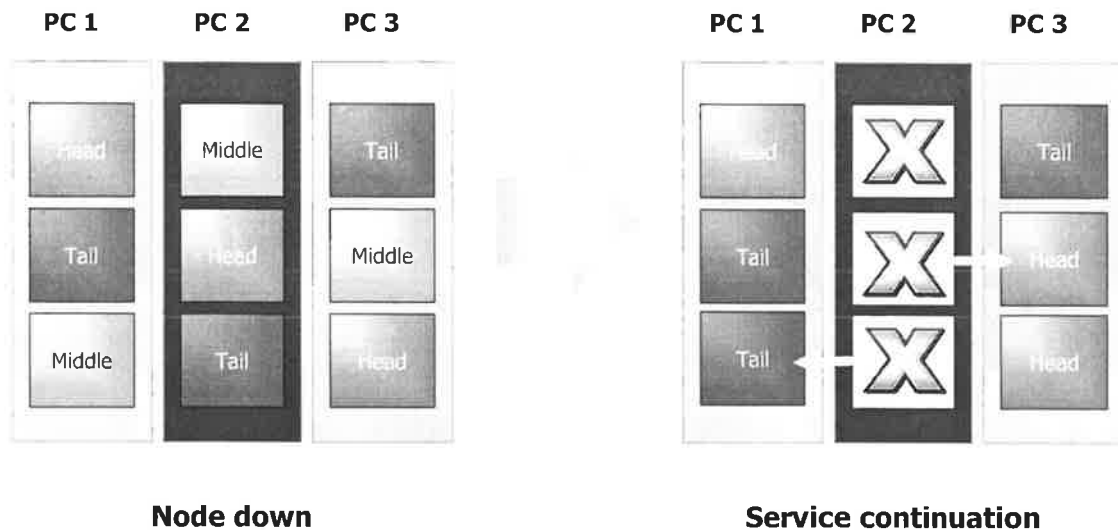 PC 1 PC 2 PC 3 PC 1 PC 2 PC 3
Head Middle Tail Head X Tail
Tail Head Middle Tail X Head
Middle Tail Head Tail X Head
Node down Service continuation